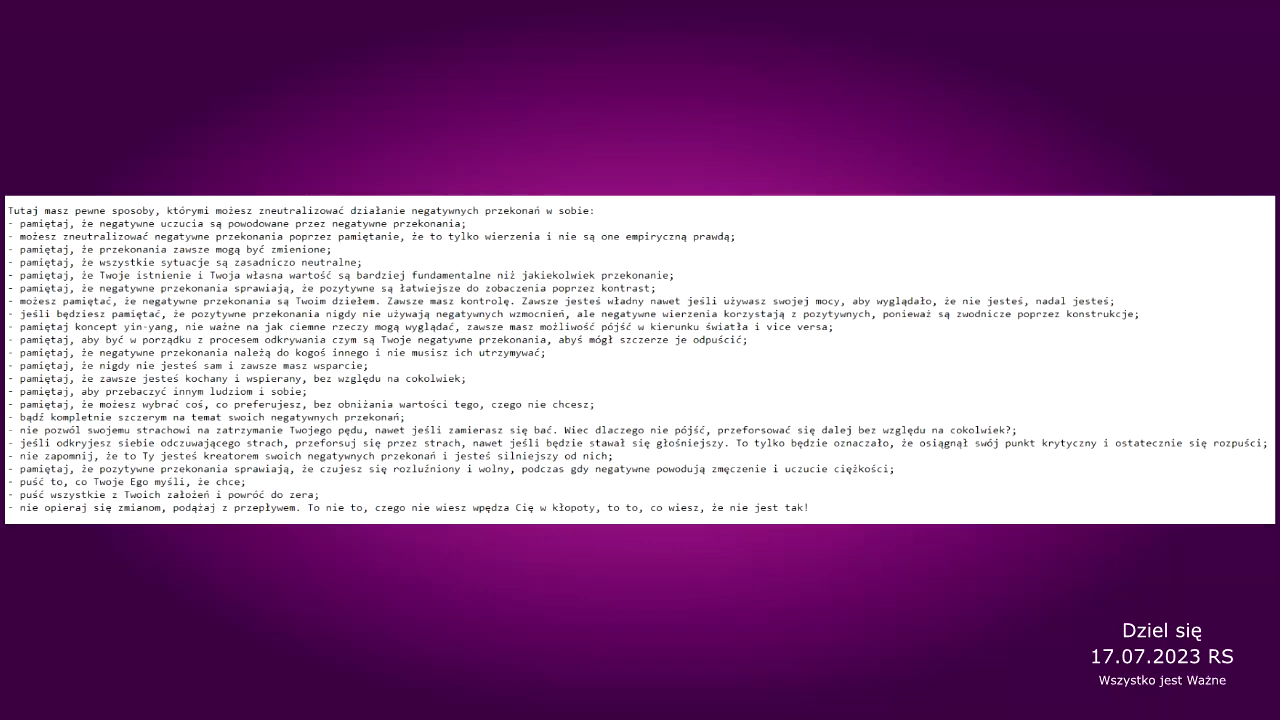 Tutaj masz pewne sposoby, którymi możesz zneutralizować działanie negatywnych przekonań w sobie:
- pamiętaj, że negatywne uczucia są powodowane przez negatywne przekonania;
- możesz zneutralizować negatywne przekonania poprzez pamiętanie, że to tylko wierzenia i nie są one empiryczną prawdą;
- pamiętaj, że przekonania zawsze mogą być zmienione;
- pamiętaj, że wszystkie sytuacje są zasadniczo neutralne;
- pamiętaj, że Twoje istnienie i Twoja własna wartość są bardziej fundamentalne niż jakiekolwiek przekonanie;
- pamiętaj, że negatywne przekonania sprawiają, że pozytywne są łatwiejsze do zobaczenia poprzez kontrast;
- możesz pamiętać, że negatywne przekonania są Twoim dziełem. Zawsze masz kontrolę. Zawsze jesteś władny nawet jeśli używasz swojej mocy, aby wyglądało, że nie jesteś, nadal jesteś;
- jeśli będziesz pamiętać, że pozytywne przekonania nigdy nie używają negatywnych wzmocnień, ale negatywne wierzenia korzystają z pozytywnych, ponieważ są zwodnicze poprzez konstrukcje;
- pamiętaj koncept yin-yang, nie ważne na jak ciemne rzeczy mogą wyglądać, zawsze masz możliwość pójść w kierunku światła i vice versa;
- pamiętaj, aby być w porządku z procesem odkrywania czym są Twoje negatywne przekonania, abyś mógł szczerze je odpuścić;
- pamiętaj, że negatywne przekonania należą do kogoś innego i nie musisz ich utrzymywać;
- pamiętaj, że nigdy nie jesteś sam i zawsze masz wsparcie;
- pamiętaj, że zawsze jesteś kochany i wspierany, bez względu na cokolwiek;
- pamiętaj, aby przebaczyć innym ludziom i sobie;
- pamiętaj, że możesz wybrać coś, co preferujesz, bez obniżania wartości tego, czego nie chcesz;
- bądź kompletnie szczerym na temat swoich negatywnych przekonań;
- nie pozwól swojemu strachowi na zatrzymanie Twojego pędu, nawet jeśli zamierasz się bać. Wiec dlaczego nie pójść, przeforsować się dalej bez względu na cokolwiek?;
- jeśli odkryjesz siebie odczuwającego strach, przeforsuj się przez strach, nawet jeśli będzie stawał się głośniejszy. To tylko będzie oznaczało, że osiągnął swój punkt krytyczny i ostatecznie się rozpuści;
- nie zapomnij, że to Ty jesteś kreatorem swoich negatywnych przekonań i jesteś silniejszy od nich;
- pamiętaj, że pozytywne przekonania sprawiają, że czujesz się rozluźniony i wolny, podczas gdy negatywne powodują zmęczenie i uczucie ciężkości;
- puść to, co Twoje Ego myśli, że chce;
- puść wszystkie z Twoich założeń i powróć do zera;
- nie opieraj się zmianom, podążaj z przepływem. To nie to, czego nie wiesz wpędza Cię w kłopoty, to to, co wiesz, że nie jest tak!
Dziel się
17.07.2023 RS
Wszystko jest Ważne